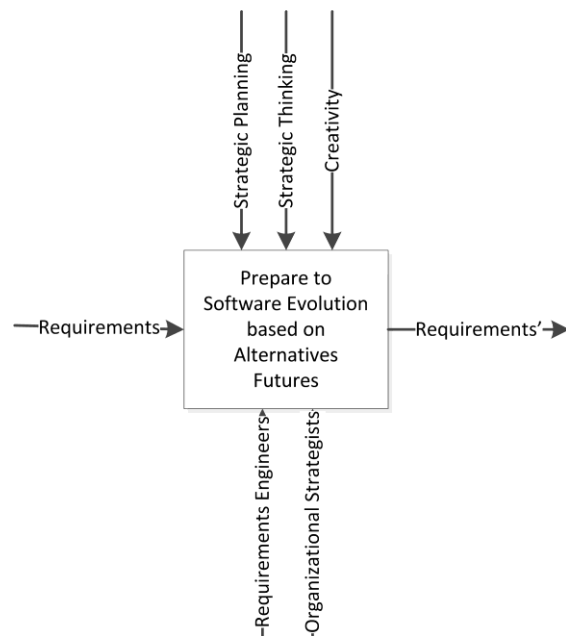 Strategic Planning
Strategic Thinking
Creativity
Prepare to
Software Evolution
based on
Alternatives
Futures
Requirements
Requirements’
Requirements Engineers
Organizational Strategists